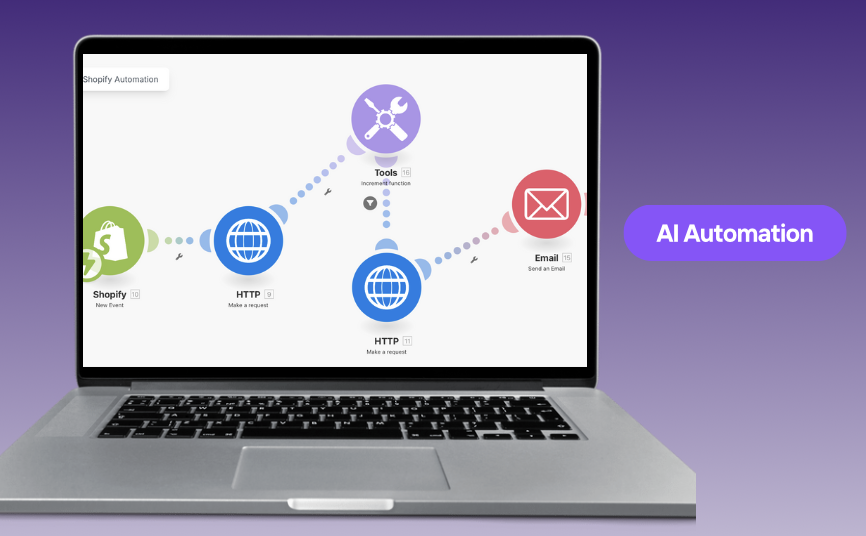 Shopify Automation
Tools 16
Increment function
AI Automation
Email 15
Send an Email
Shopify 10
New Event
HTTP 9
Make a request
HTTP 11
Make a request